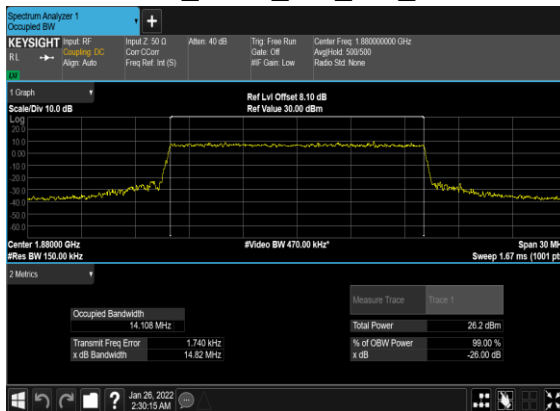 Spectrum Analyzer 1
Occupied BW
+
KEYSIGHT Input: RF Input Z: 50 Ω Atten: 40 dB Trig: Free Run Center Freq: 1.880000000 GHz
RL Coupling: DC Corr CCorr Gate: Off Avg|Hold: 500/500
Align: Auto Freq Ref: Int (S) #IF Gain: Low Radio Std: None
1 Graph
Ref Lvl Offset 8.10 dB
Scale/Div 10.0 dB Ref Value 30.00 dBm
Log
20.0
10.0
0.00
-10.0
-20.0
-30.0
-40.0
-50.0
-60.0
Center 1.88000 GHz #Video BW 470.00 kHz* Span 30 MH
#Res BW 150.00 kHz Sweep 1.67 ms (1001 pt
2 Metrics
Measure Trace Trace 1
Occupied Bandwidth
14.108 MHz Total Power 26.2 dBm
Transmit Freq Error 1.740 kHz % of OBW Power 99.00 %
x dB Bandwidth 14.82 MHz x dB -26.00 dB
? Jan 26, 2022
2:30:15 AM